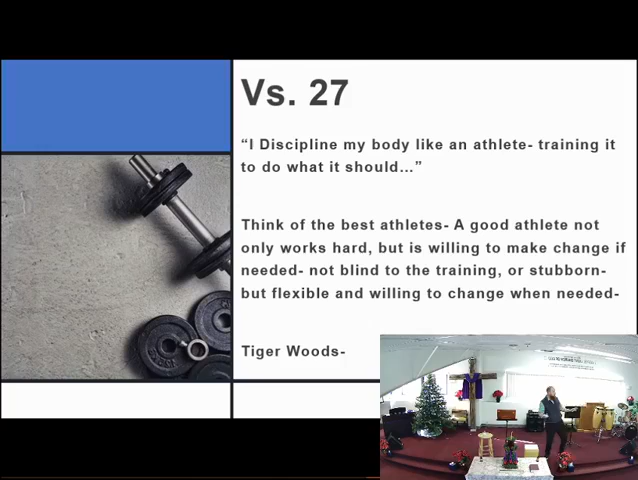 Vs. 27
“I Discipline my body like an athlete- training it
to do what it should…”
Think of the best athletes- A good athlete not
only works hard, but is willing to make change if
needed- not blind to the training, or stubborn-
but flexible and willing to change when needed-
Tiger Woods-